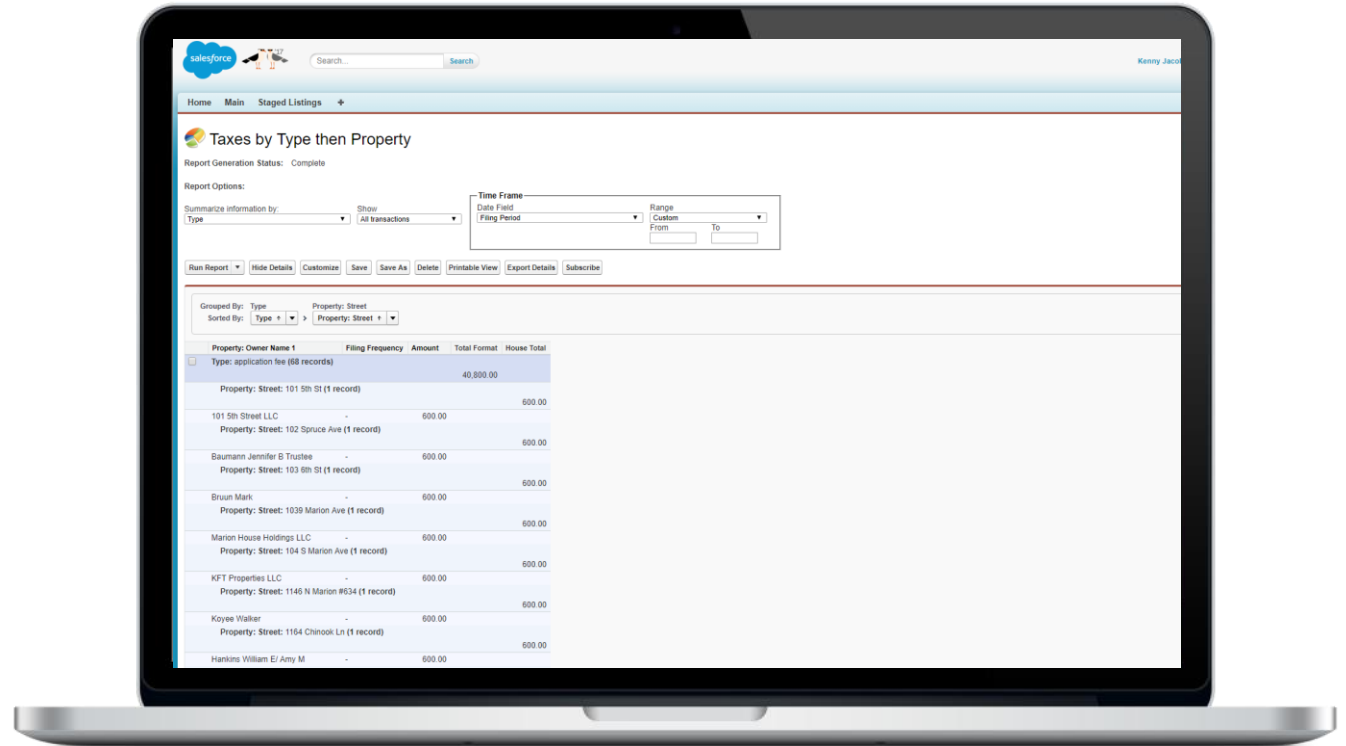 salesforce
Search... Search
Home Main Staged Listings +
Taxes by Type then Property
Report Generation Status: Complete
Report Options:
Time Frame
Summarize information by: Show Date Field Range
Type All transactions Filing Period Custom
From To
Run Report Hide Details Customize Save Save As Delete Printable View Export Details Subscribe
Grouped By: Type Property: Street
Sorted By: Type ↑ > Property: Street ↑
Property: Owner Name 1 Filing Frequency Amount Total Format House Total
Type: application fee (68 records)
40,800.00
Property: Street: 101 5th St (1 record)
600.00
101 5th Street LLC - 600.00
Property: Street: 102 Spruce Ave (1 record)
600.00
Baumann Jennifer B Trustee - 600.00
Property: Street: 103 6th St (1 record)
600.00
Bruun Mark - 600.00
Property: Street: 1039 Marion Ave (1 record)
600.00
Marion House Holdings LLC - 600.00
Property: Street: 104 S Marion Ave (1 record)
600.00
KFT Properties LLC - 600.00
Property: Street: 1146 N Marion #634 (1 record)
600.00
Koyee Walker - 600.00
Property: Street: 1164 Chinook Ln (1 record)
600.00
Hankins William E/ Amy M - 600.00